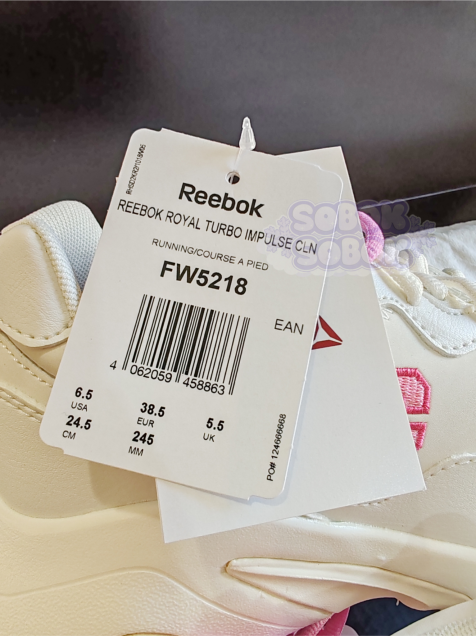 Reebok
REEBOK ROYAL TURBO IMPULSE CLN
RUNNING/COURSE A PIED
FW5218
EAN
4 062059 458863
6.5 38.5 5.5
USA EUR UK
24.5 245
CM MM
PO# 124666668
SOBOK
SOBOK